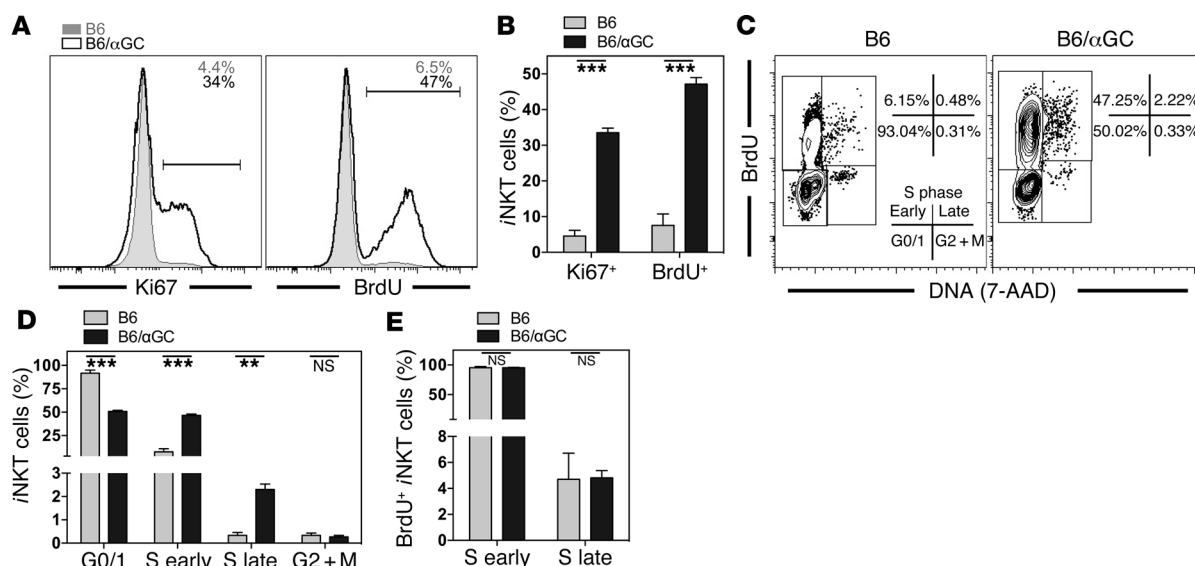 A
B6
B6/αGC
4.4%
34%
Ki67
6.5%
47%
BrdU
B
B6
B6/αGC
iNKT cells (%)
50
40
30
20
10
0
***
***
Ki67⁺
BrdU⁺
C
B6
B6/αGC
BrdU
6.15% 0.48%
93.04% 0.31%
S phase
Early Late
G0/1 G2 + M
47.25% 2.22%
50.02% 0.33%
DNA (7-AAD)
D
B6
B6/αGC
iNKT cells (%)
100
75
50
25
3
2
1
0
***
***
**
NS
G0/1
S early
S late
G2 + M
E
B6
B6/αGC
BrdU⁺ iNKT cells (%)
100
50
8
6
4
2
0
NS
NS
S early
S late